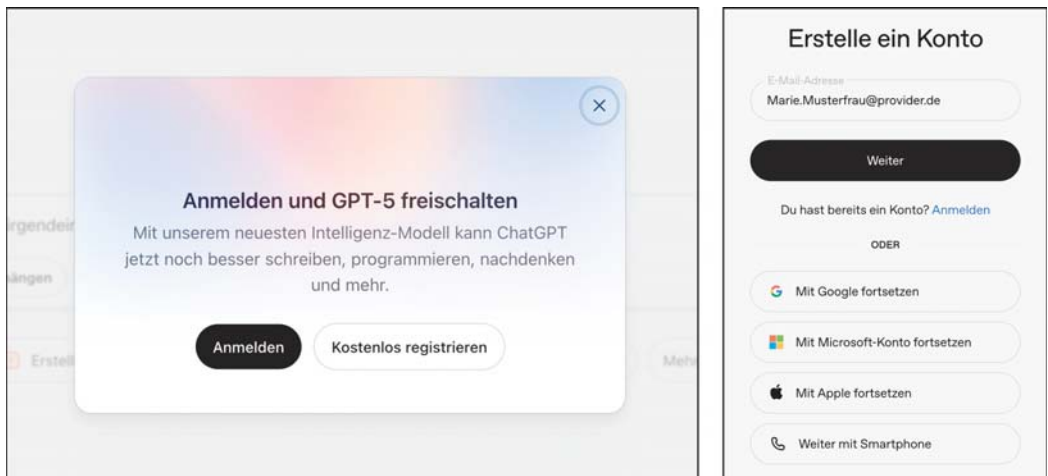 Anmelden und GPT-5 freischalten
Mit unserem neuesten Intelligenz-Modell kann ChatGPT
jetzt noch besser schreiben, programmieren, nachdenken
und mehr.
Anmelden
Kostenlos registrieren
Erstelle ein Konto
E-Mail-Adresse
Marie.Musterfrau@provider.de
Weiter
Du hast bereits ein Konto? Anmelden
ODER
Mit Google fortsetzen
Mit Microsoft-Konto fortsetzen
Mit Apple fortsetzen
Weiter mit Smartphone